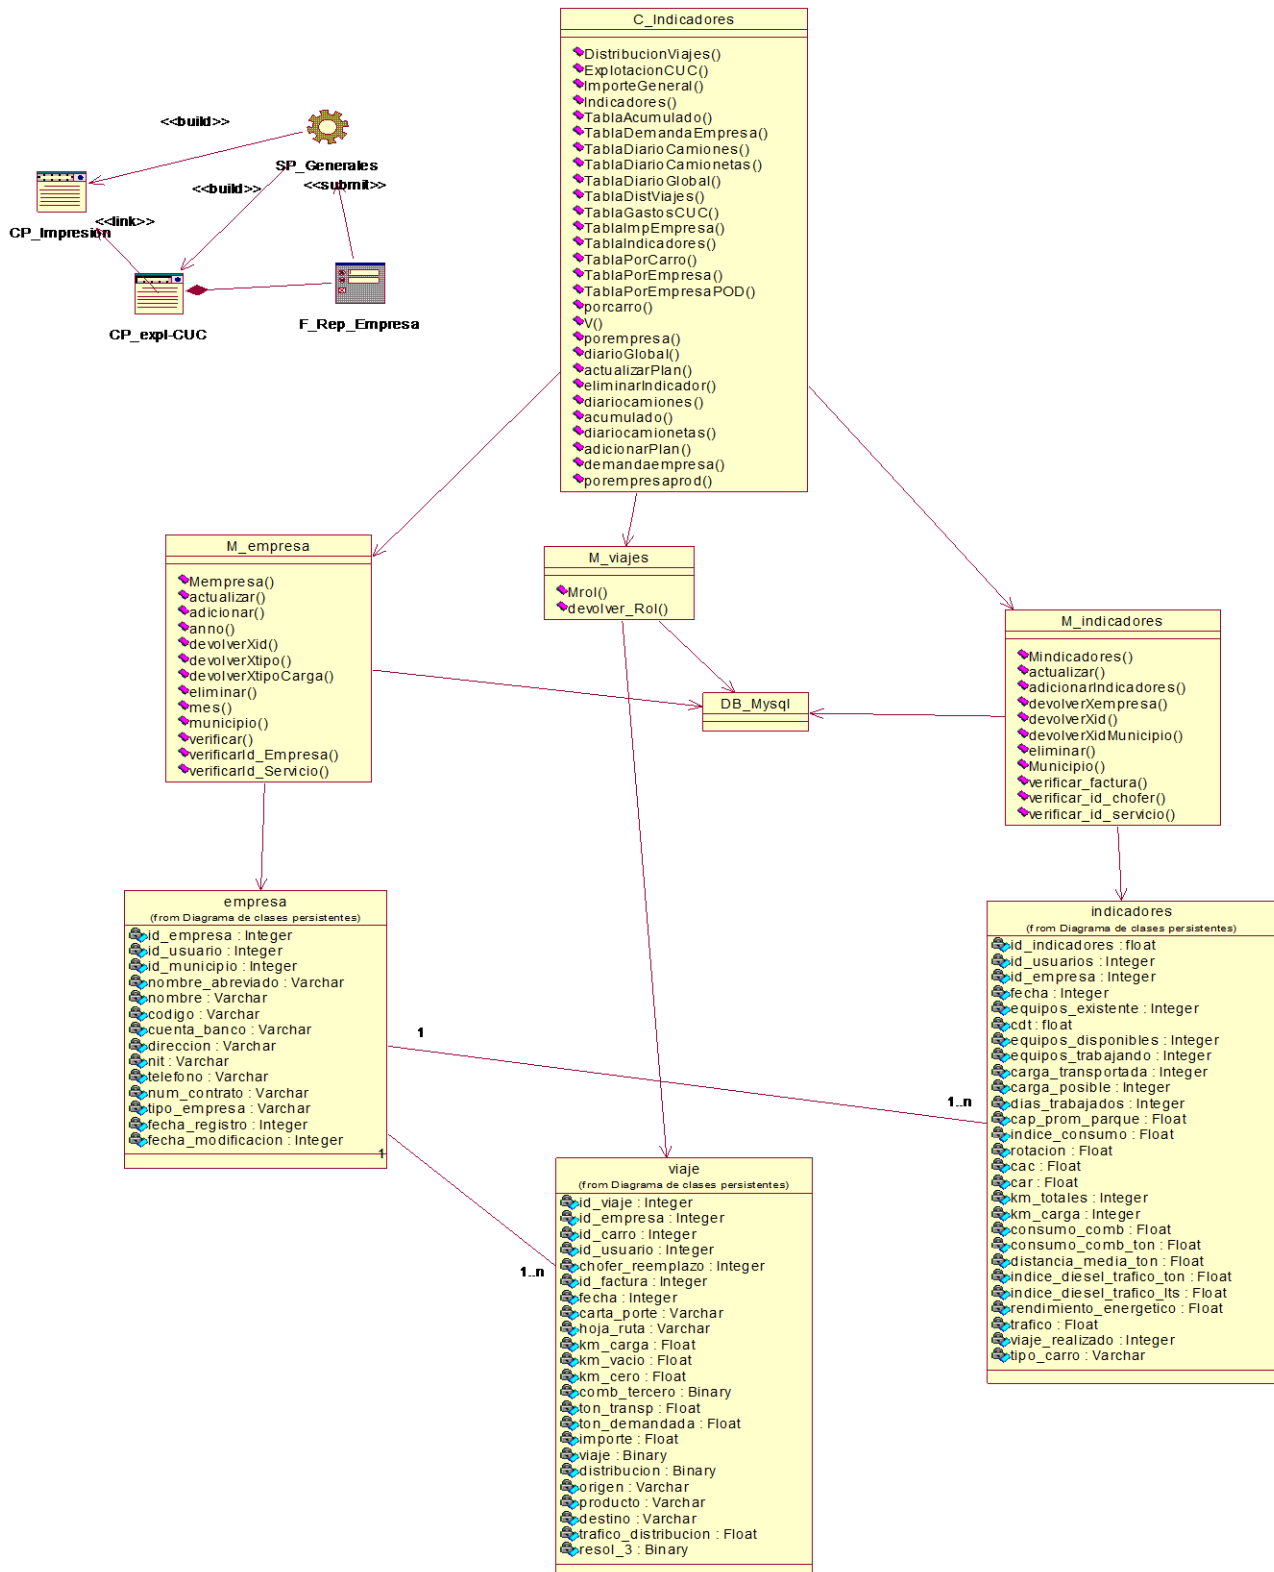 C_Indicadores
DistribucionViajes()
ExplotacionCUC()
ImporteGeneral()
Indicadores()
TablaAcumulado()
TablaDemandaEmpresa()
TablaDiarioCamiones()
TablaDiarioCamionetas()
TablaDiarioGlobal()
TablaDistViajes()
TablaGastosCUC()
TablaImpEmpresa()
TablaIndicadores()
TablaPorCarro()
TablaPorEmpresa()
TablaPorEmpresaPOD()
porcarro()
V()
porempresa()
diarioGlobal()
actualizarPlan()
eliminarIndicador()
diariocamiones()
acumulado()
diariocamionetas()
adicionarPlan()
demandaempresa()
porempresaprod()
<<build>>
SP_Generales
<<build>>
<<submit>>
CP_Impresión
<<link>>
CP_expl-CUC
F_Rep_Empresa
M_empresa
Mempresa()
actualizar()
adicionar()
anno()
devolverXid()
devolverXtipo()
devolverXtipoCarga()
eliminar()
mes()
municipio()
verificar()
verificarId_Empresa()
verificarId_Servicio()
M_viajes
Mrol()
devolver_Rol()
M_indicadores
Mindicadores()
actualizar()
adicionarIndicadores()
devolverXempresa()
devolverXid()
devolverXidMunicipio()
eliminar()
Municipio()
verificar_factura()
verificar_id_chofer()
verificar_id_servicio()
DB_Mysql
empresa
(from Diagrama de clases persistentes)
id_empresa : Integer
id_usuario : Integer
id_municipio : Integer
nombre_abreviado : Varchar
nombre : Varchar
codigo : Varchar
cuenta_banco : Varchar
direccion : Varchar
nit : Varchar
telefono : Varchar
num_contrato : Varchar
tipo_empresa : Varchar
fecha_registro : Integer
fecha_modificacion : Integer
1
1..n
1
1..n
indicadores
(from Diagrama de clases persistentes)
id_indicadores : float
id_usuarios : Integer
id_empresa : Integer
fecha : Integer
equipos_existente : Integer
cdt : float
equipos_disponibles : Integer
equipos_trabajando : Integer
carga_transportada : Integer
carga_posible : Integer
dias_trabajados : Integer
cap_prom_parque : Float
indice_consumo : Float
rotacion : Float
cac : Float
car : Float
km_totales : Integer
km_carga : Integer
consumo_comb : Float
consumo_comb_ton : Float
distancia_media_ton : Float
indice_diesel_trafico_ton : Float
indice_diesel_trafico_lts : Float
rendimiento_energetico : Float
trafico : Float
viaje_realizado : Integer
tipo_carro : Varchar
viaje
(from Diagrama de clases persistentes)
id_viaje : Integer
id_empresa : Integer
id_carro : Integer
id_usuario : Integer
chofer_reemplazo : Integer
id_factura : Integer
fecha : Integer
carta_porte : Varchar
hoja_ruta : Varchar
km_carga : Float
km_vacio : Float
km_cero : Float
comb_tercero : Binary
ton_transp : Float
ton_demandada : Float
importe : Float
viaje : Binary
distribucion : Binary
origen : Varchar
producto : Varchar
destino : Varchar
trafico_distribucion : Float
resol_3 : Binary